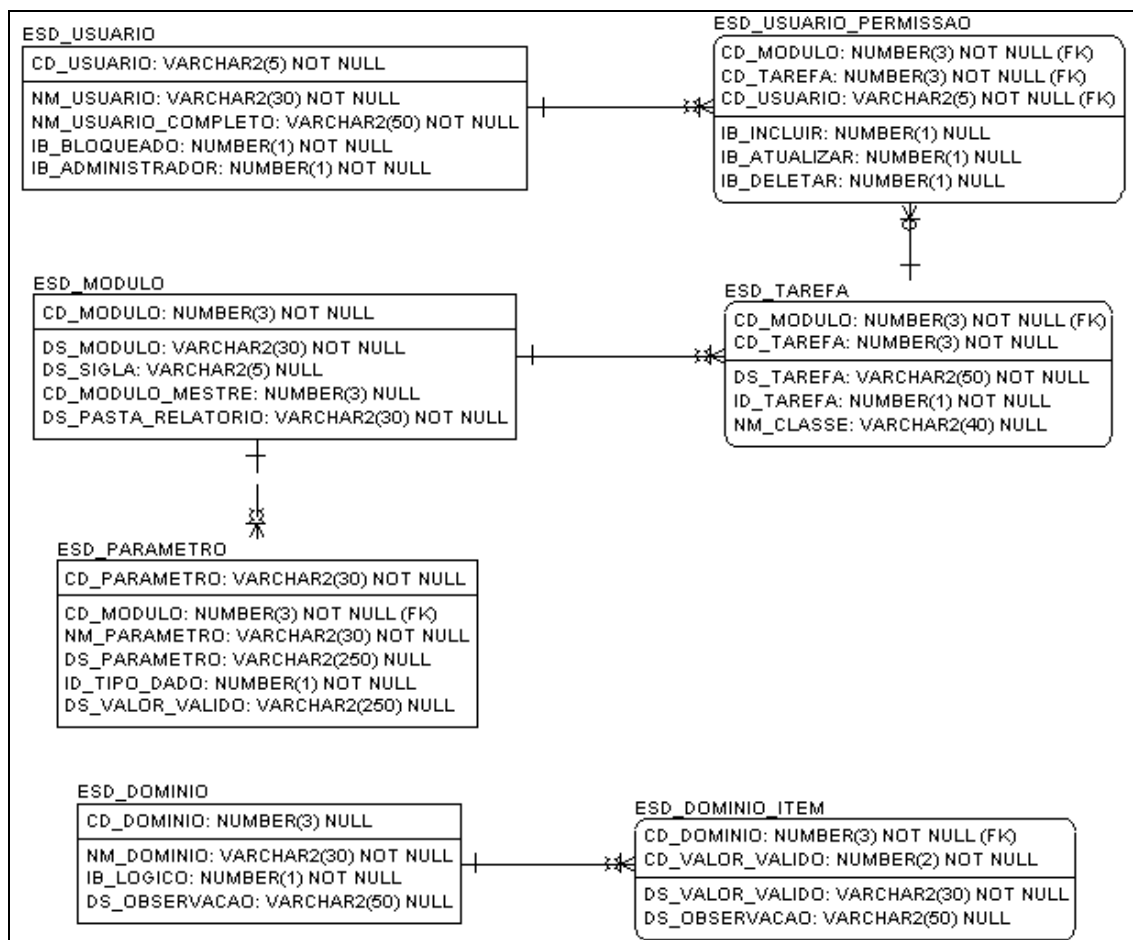 ESD_USUARIO
CD_USUARIO: VARCHAR2(5) NOT NULL
NM_USUARIO: VARCHAR2(30) NOT NULL
NM_USUARIO_COMPLETO: VARCHAR2(50) NOT NULL
IB_BLOQUEADO: NUMBER(1) NOT NULL
IB_ADMINISTRADOR: NUMBER(1) NOT NULL
ESD_USUARIO_PERMISSAO
CD_MODULO: NUMBER(3) NOT NULL (FK)
CD_TAREFA: NUMBER(3) NOT NULL (FK)
CD_USUARIO: VARCHAR2(5) NOT NULL (FK)
IB_INCLUIR: NUMBER(1) NULL
IB_ATUALIZAR: NUMBER(1) NULL
IB_DELETAR: NUMBER(1) NULL
ESD_MODULO
CD_MODULO: NUMBER(3) NOT NULL
DS_MODULO: VARCHAR2(30) NOT NULL
DS_SIGLA: VARCHAR2(5) NULL
CD_MODULO_MESTRE: NUMBER(3) NULL
DS_PASTA_RELATORIO: VARCHAR2(30) NOT NULL
ESD_TAREFA
CD_MODULO: NUMBER(3) NOT NULL (FK)
CD_TAREFA: NUMBER(3) NOT NULL
DS_TAREFA: VARCHAR2(50) NOT NULL
ID_TAREFA: NUMBER(1) NOT NULL
NM_CLASSE: VARCHAR2(40) NULL
ESD_PARAMETRO
CD_PARAMETRO: VARCHAR2(30) NOT NULL
CD_MODULO: NUMBER(3) NOT NULL (FK)
NM_PARAMETRO: VARCHAR2(30) NOT NULL
DS_PARAMETRO: VARCHAR2(250) NULL
ID_TIPO_DADO: NUMBER(1) NOT NULL
DS_VALOR_VALIDO: VARCHAR2(250) NULL
ESD_DOMINIO
CD_DOMINIO: NUMBER(3) NULL
NM_DOMINIO: VARCHAR2(30) NOT NULL
IB_LOGICO: NUMBER(1) NOT NULL
DS_OBSERVACAO: VARCHAR2(50) NULL
ESD_DOMINIO_ITEM
CD_DOMINIO: NUMBER(3) NOT NULL (FK)
CD_VALOR_VALIDO: NUMBER(2) NOT NULL
DS_VALOR_VALIDO: VARCHAR2(30) NOT NULL
DS_OBSERVACAO: VARCHAR2(50) NULL